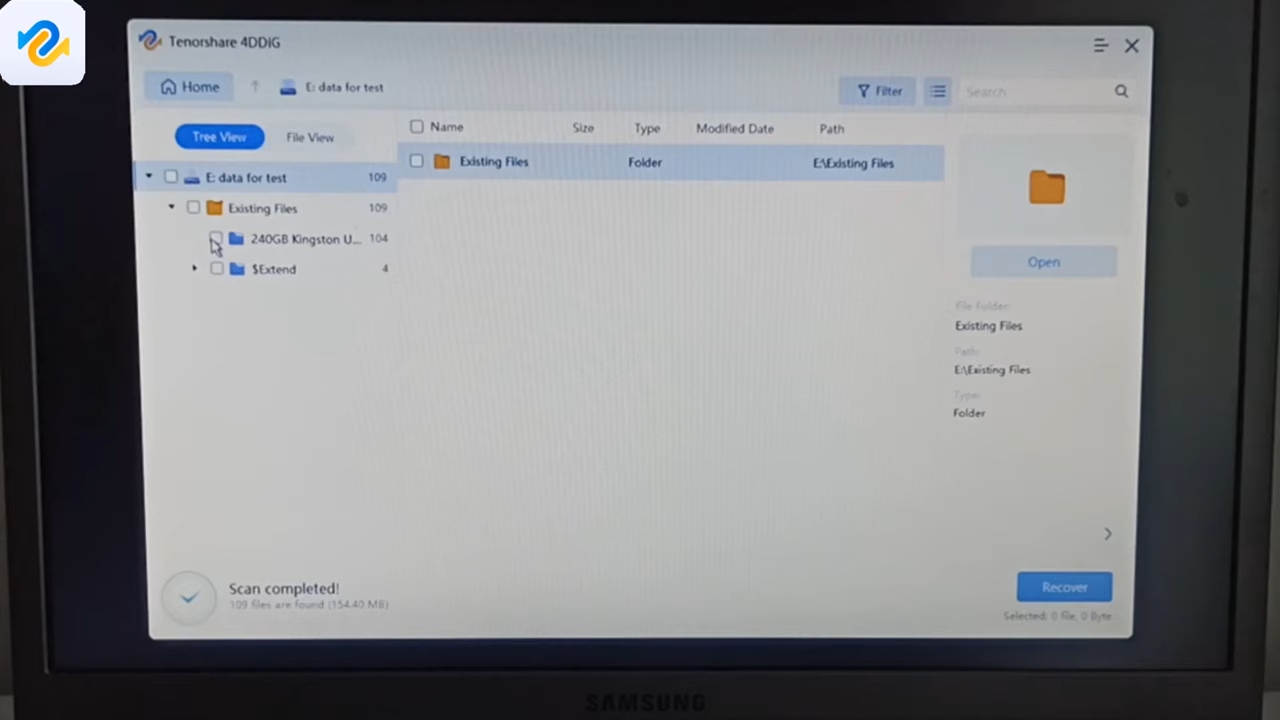 Tenorshare 4DDiG
Home
E: data for test
Filter
Search
Tree View
File View
Name Size Type Modified Date Path
E: data for test 109
Existing Files Folder E:\Existing Files
Existing Files 109
240GB Kingston U... 104
$Extend 4
Open
File Folder:
Existing Files
Path:
E:\Existing Files
Type:
Folder
Scan completed!
109 files are found (154.40 MB)
Recover
Selected: 0 file, 0 Byte
SAMSUNG